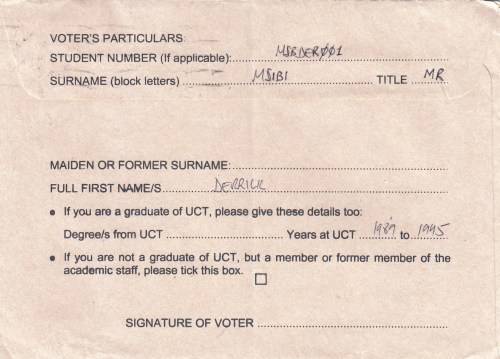 VOTER'S PARTICULARS:
STUDENT NUMBER (If applicable): MSBDER001
SURNAME (block letters) MSIBI TITLE MR
MAIDEN OR FORMER SURNAME:
FULL FIRST NAME/S DERRICK
• If you are a graduate of UCT, please give these details too:
Degree/s from UCT Years at UCT 1989 to 1995
• If you are not a graduate of UCT, but a member or former member of the
academic staff, please tick this box. ☐
SIGNATURE OF VOTER